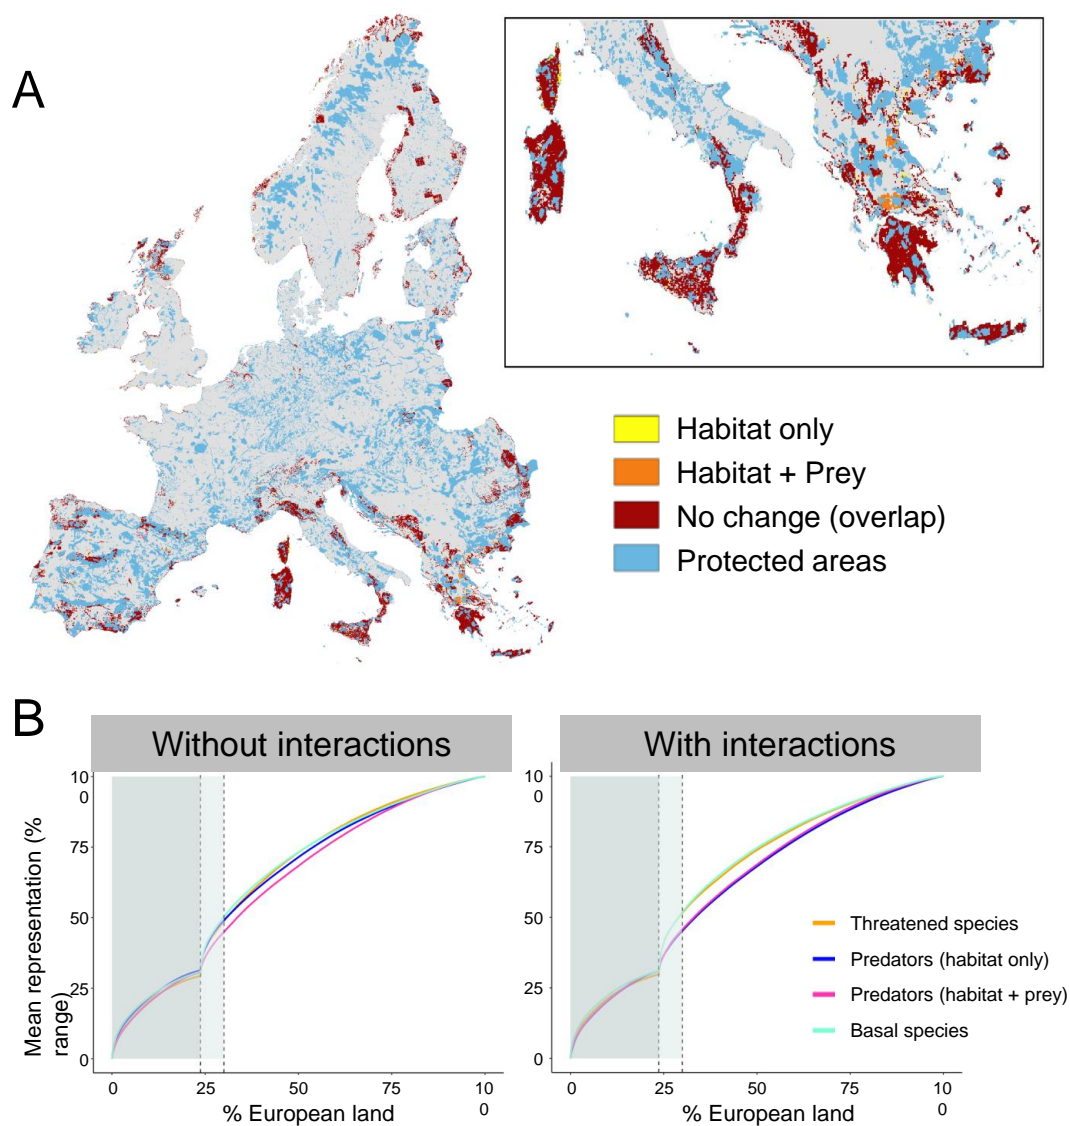 A
Habitat only
Habitat + Prey
No change (overlap)
Protected areas
B
Without interactions
With interactions
Mean representation (%
range)
10
0
75
50
25
0
0
25
50
75
10
0
% European land
10
0
75
50
25
0
0
25
50
75
10
0
% European land
Threatened species
Predators (habitat only)
Predators (habitat + prey)
Basal species